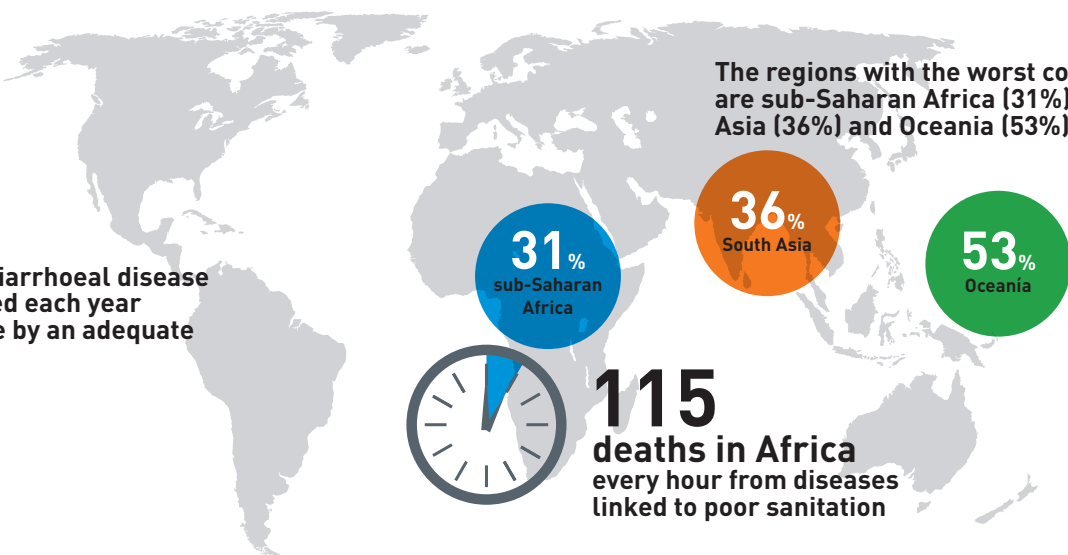 The regions with the worst co
are sub-Saharan Africa (31%)
Asia (36%) and Oceania (53%)
36%
South Asia
31%
sub-Saharan
Africa
53%
Oceanía
iarrhoeal disease
ed each year
e by an adequate
115
deaths in Africa
every hour from diseases
linked to poor sanitation